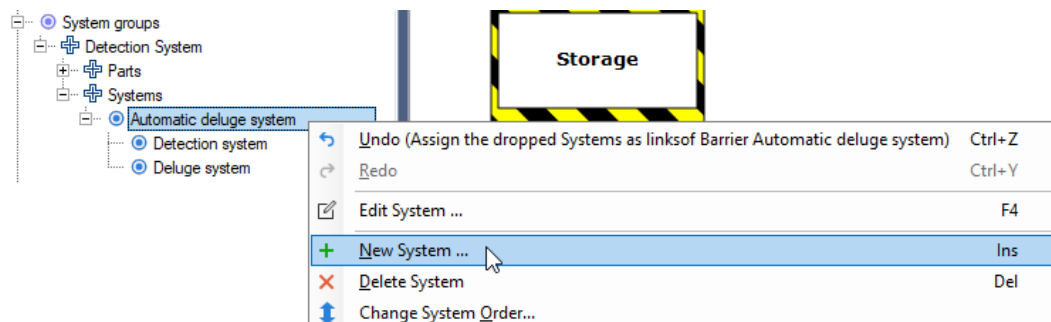 System groups
Detection System
Parts
Systems
Automatic deluge system
Detection system
Deluge system
Storage
Undo (Assign the dropped Systems as linksof Barrier Automatic deluge system) Ctrl+Z
Redo Ctrl+Y
Edit System ... F4
New System ... Ins
Delete System Del
Change System Order...